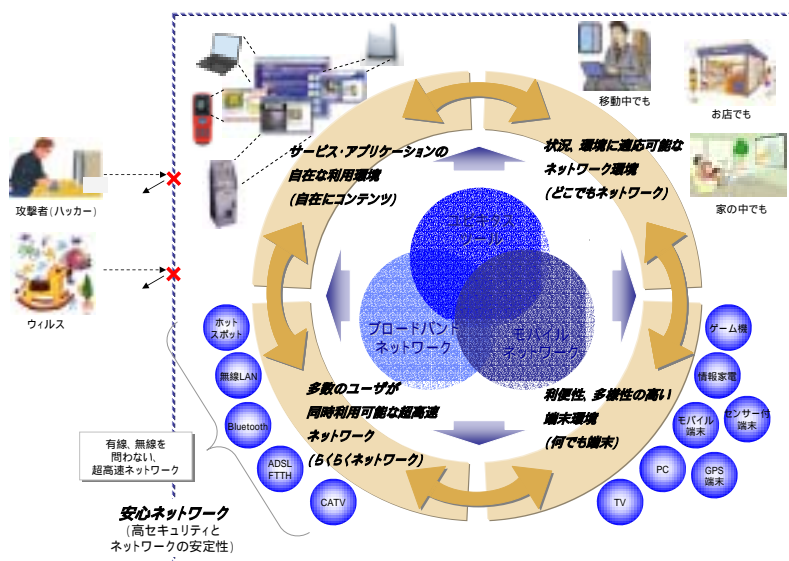 移動中でも
お店でも
家の中でも
攻撃者(ハッカー)
ウィルス
サービス・アプリケーションの
自在な利用環境
(自在にコンテンツ)
状況、環境に適応可能な
ネットワーク環境
(どこでもネットワーク)
ブロードバンド
ネットワーク
モバイル
ネットワーク
多数のユーザが
同時利用可能な超高速
ネットワーク
(らくらくネットワーク)
利便性、多様性の高い
端末環境
(何でも端末)
ホット
スポット
無線LAN
Bluetooth
ADSL
FTTH
CATV
ゲーム機
情報家電
センサー付
端末
モバイル
端末
GPS
端末
PC
TV
有線、無線を
問わない、
超高速ネットワーク
安心ネットワーク
(高セキュリティと
ネットワークの安定性)